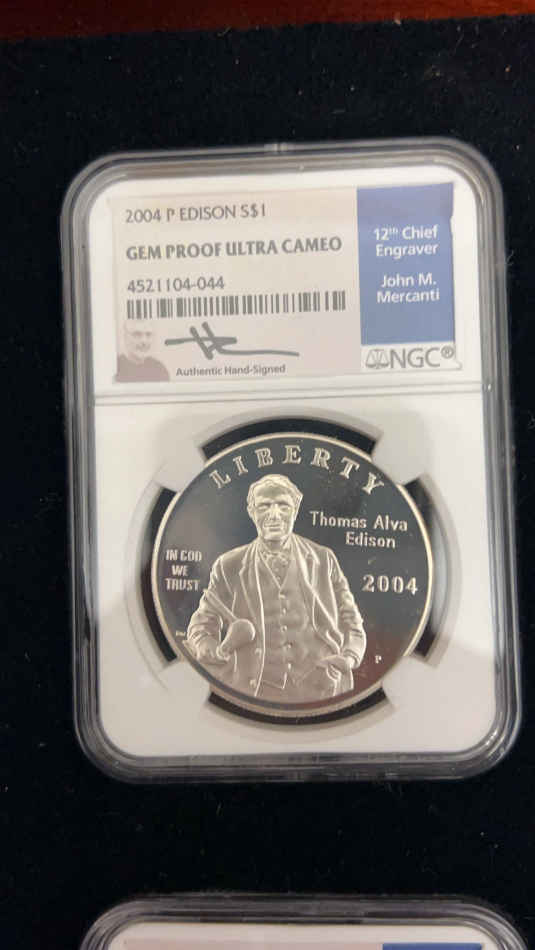 2004 P EDISON S$1
GEM PROOF ULTRA CAMEO
4521104-044
Authentic Hand-Signed
12th Chief
Engraver
John M.
Mercanti
NGC®
LIBERTY
Thomas Alva
Edison
IN GOD
WE
TRUST
2004
P